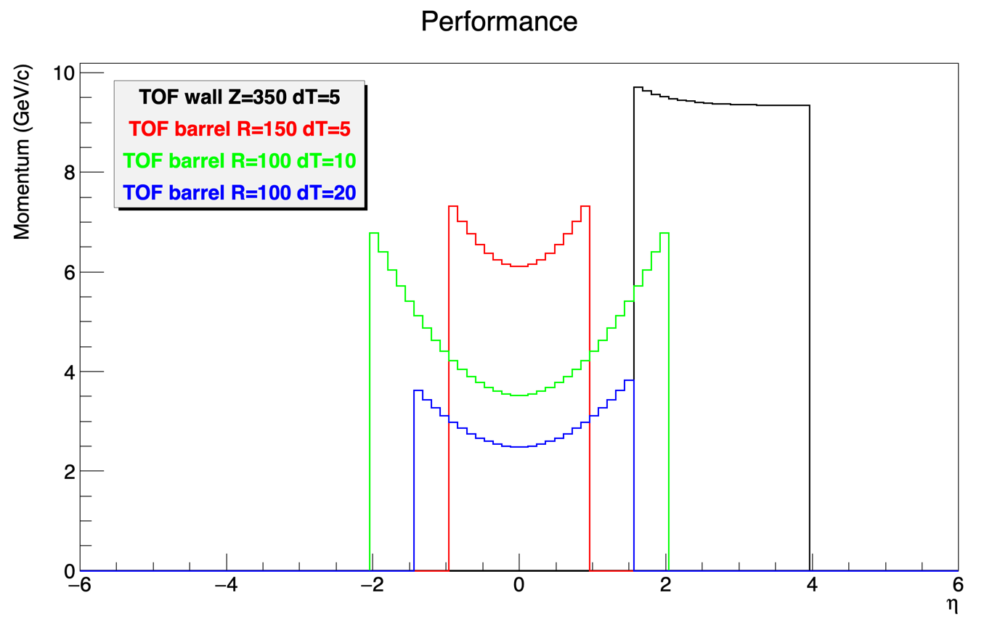 Performance
Momentum (GeV/c)
10
8
6
4
2
0
TOF wall Z=350 dT=5
TOF barrel R=150 dT=5
TOF barrel R=100 dT=10
TOF barrel R=100 dT=20
−6 −4 −2 0 2 4 6
η